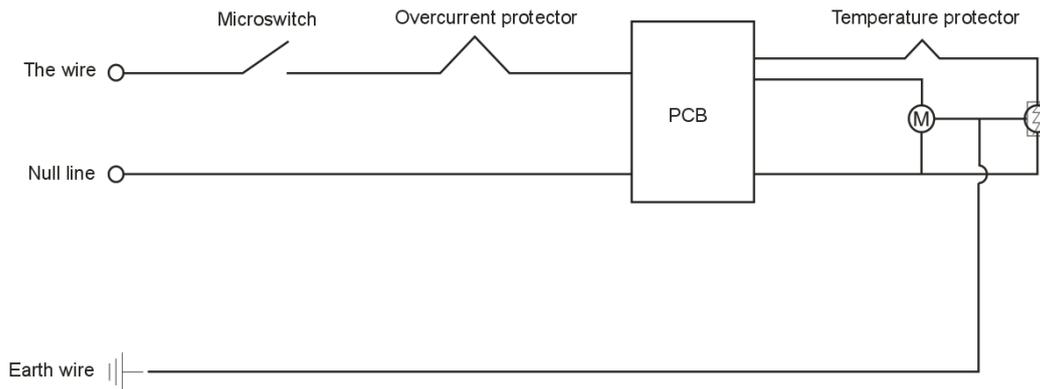 Microswitch
Overcurrent protector
Temperature protector
The wire
PCB
M
Null line
Earth wire